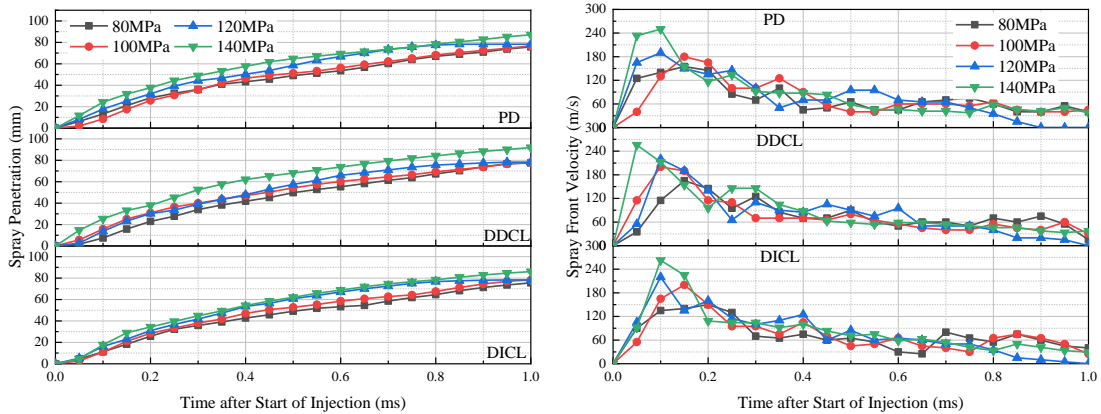 80MPa
120MPa
100MPa
140MPa
100
80
60
40
20
0
PD
100
80
60
40
20
0
DDCL
100
80
60
40
20
0
DICL
Spray Penetration (mm)
0.0 0.2 0.4 0.6 0.8 1.0
Time after Start of Injection (ms)
PD
80MPa
100MPa
120MPa
140MPa
300
240
180
120
60
300
DDCL
240
180
120
60
300
DICL
240
180
120
60
0
Spray Front Velocity (m/s)
0.0 0.2 0.4 0.6 0.8 1.0
Time after Start of Injection (ms)